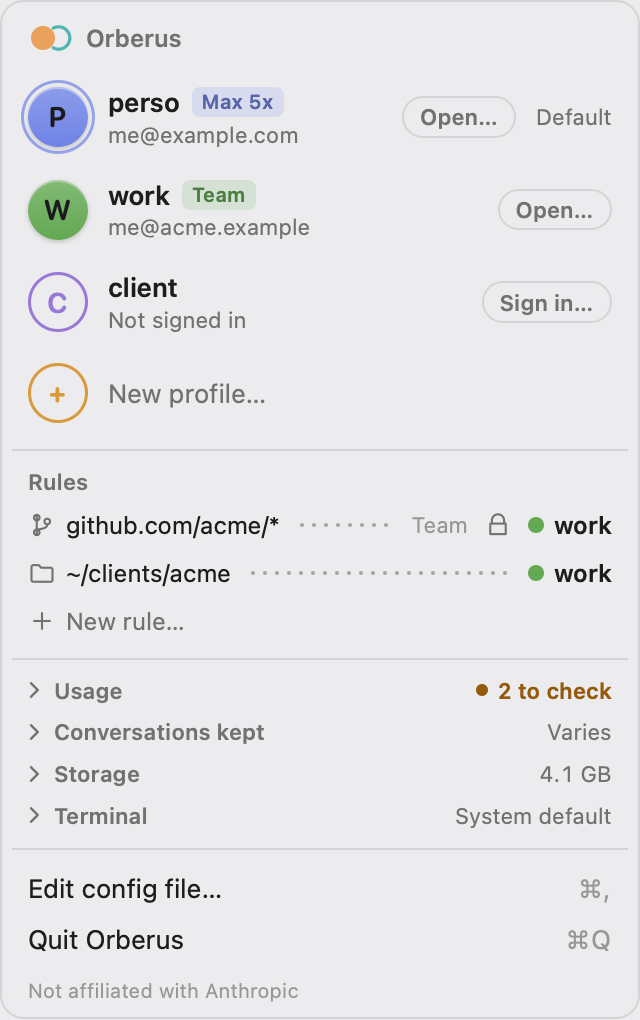 Orberus
P
perso Max 5x
me@example.com
Open...
Default
W
work Team
me@acme.example
Open...
C
client
Not signed in
Sign in...
+ New profile...
Rules
github.com/acme/* Team work
~/clients/acme work
+ New rule...
Usage 2 to check
Conversations kept Varies
Storage 4.1 GB
Terminal System default
Edit config file... ⌘,
Quit Orberus ⌘Q
Not affiliated with Anthropic